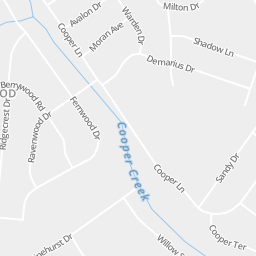 Avalon Dr
Milton Dr
Cooper Ln
Moran Ave
Warden Dr
Shadow Ln
Demarius Dr
Berrywood Rd
OD
Ridgecrest Dr
Fernwood Dr
Ravenwood Dr
Cooper Creek
Cooper Ln
Sandy Dr
Cooper Ter
Willow